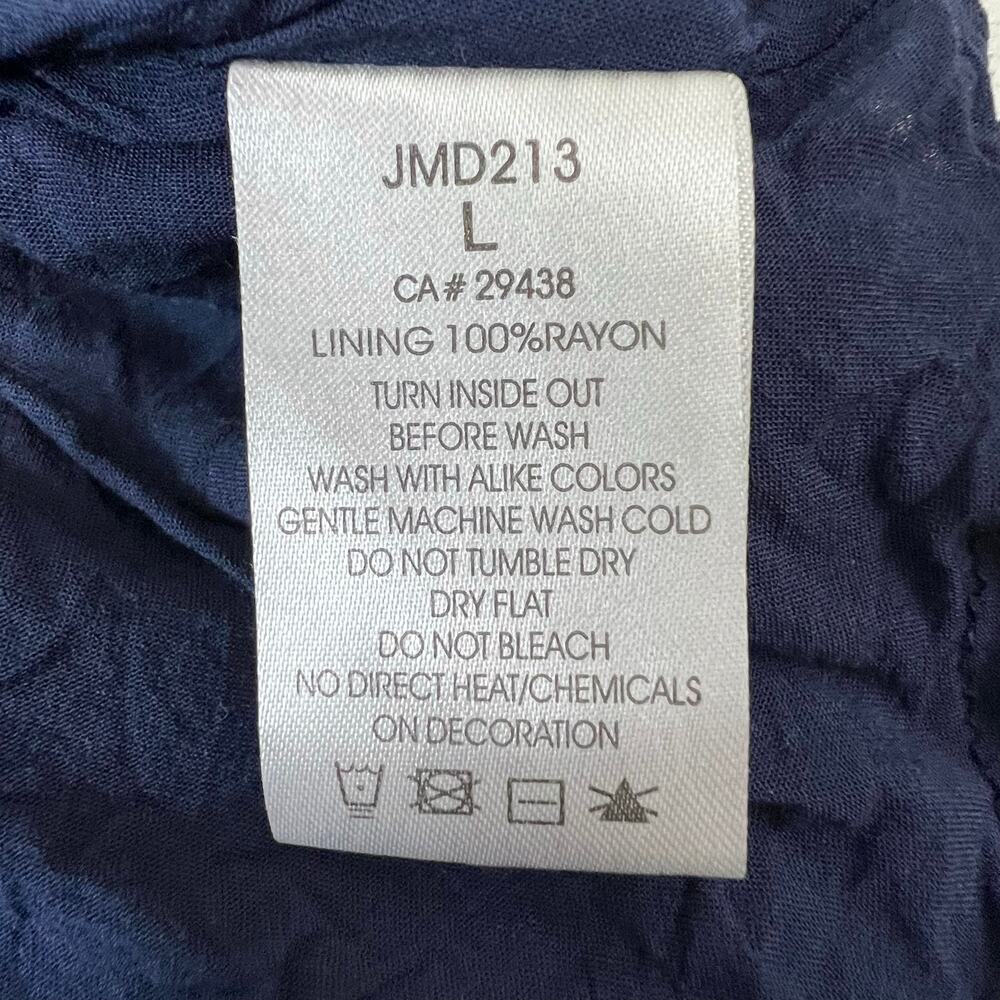 JMD213
L
CA# 29438
LINING 100%RAYON
TURN INSIDE OUT
BEFORE WASH
WASH WITH ALIKE COLORS
GENTLE MACHINE WASH COLD
DO NOT TUMBLE DRY
DRY FLAT
DO NOT BLEACH
NO DIRECT HEAT/CHEMICALS
ON DECORATION